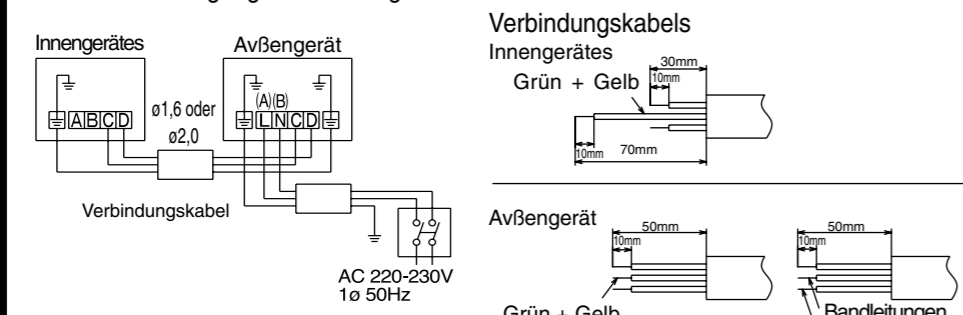 Innengerätes
Avßengerät
(A)(B)
A B C D
L N C D
ø1,6 oder
ø2,0
Verbindungskabel
AC 220-230V
1ø 50Hz
Verbindungskabels
Innengerätes
Grün + Gelb
30mm
10mm
10mm
70mm
Avßengerät
50mm
10mm
Grün + Gelb
50mm
10mm
Bandleitungen